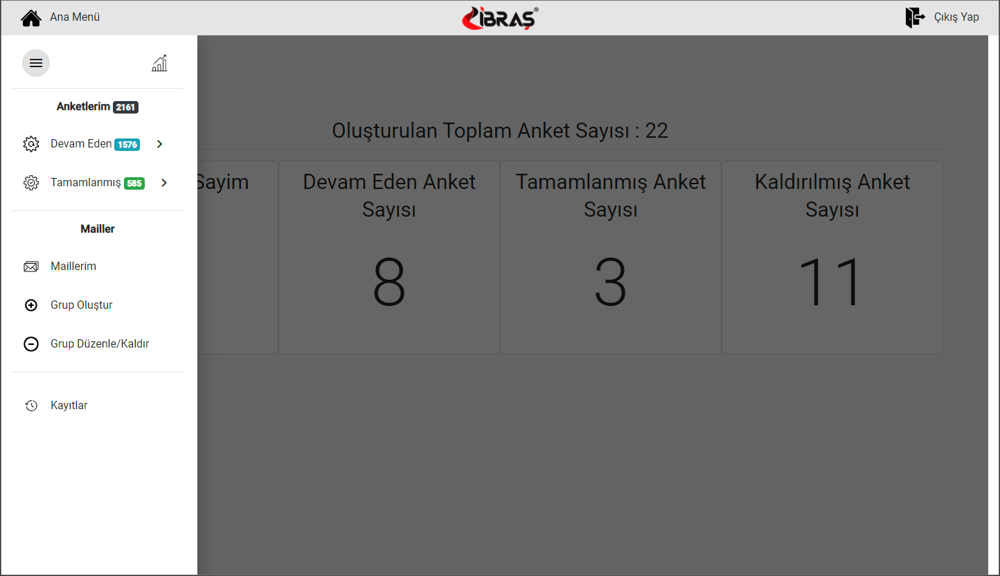 Ana Menü
İBRAŞ®
Çıkış Yap
Anketlerim 2161
Devam Eden 1576
Tamamlanmış 585
Mailler
Maillerim
Grup Oluştur
Grup Düzenle/Kaldır
Kayıtlar
Oluşturulan Toplam Anket Sayısı : 22
Sayim
Devam Eden Anket
Sayısı
8
Tamamlanmış Anket
Sayısı
3
Kaldırılmış Anket
Sayısı
11